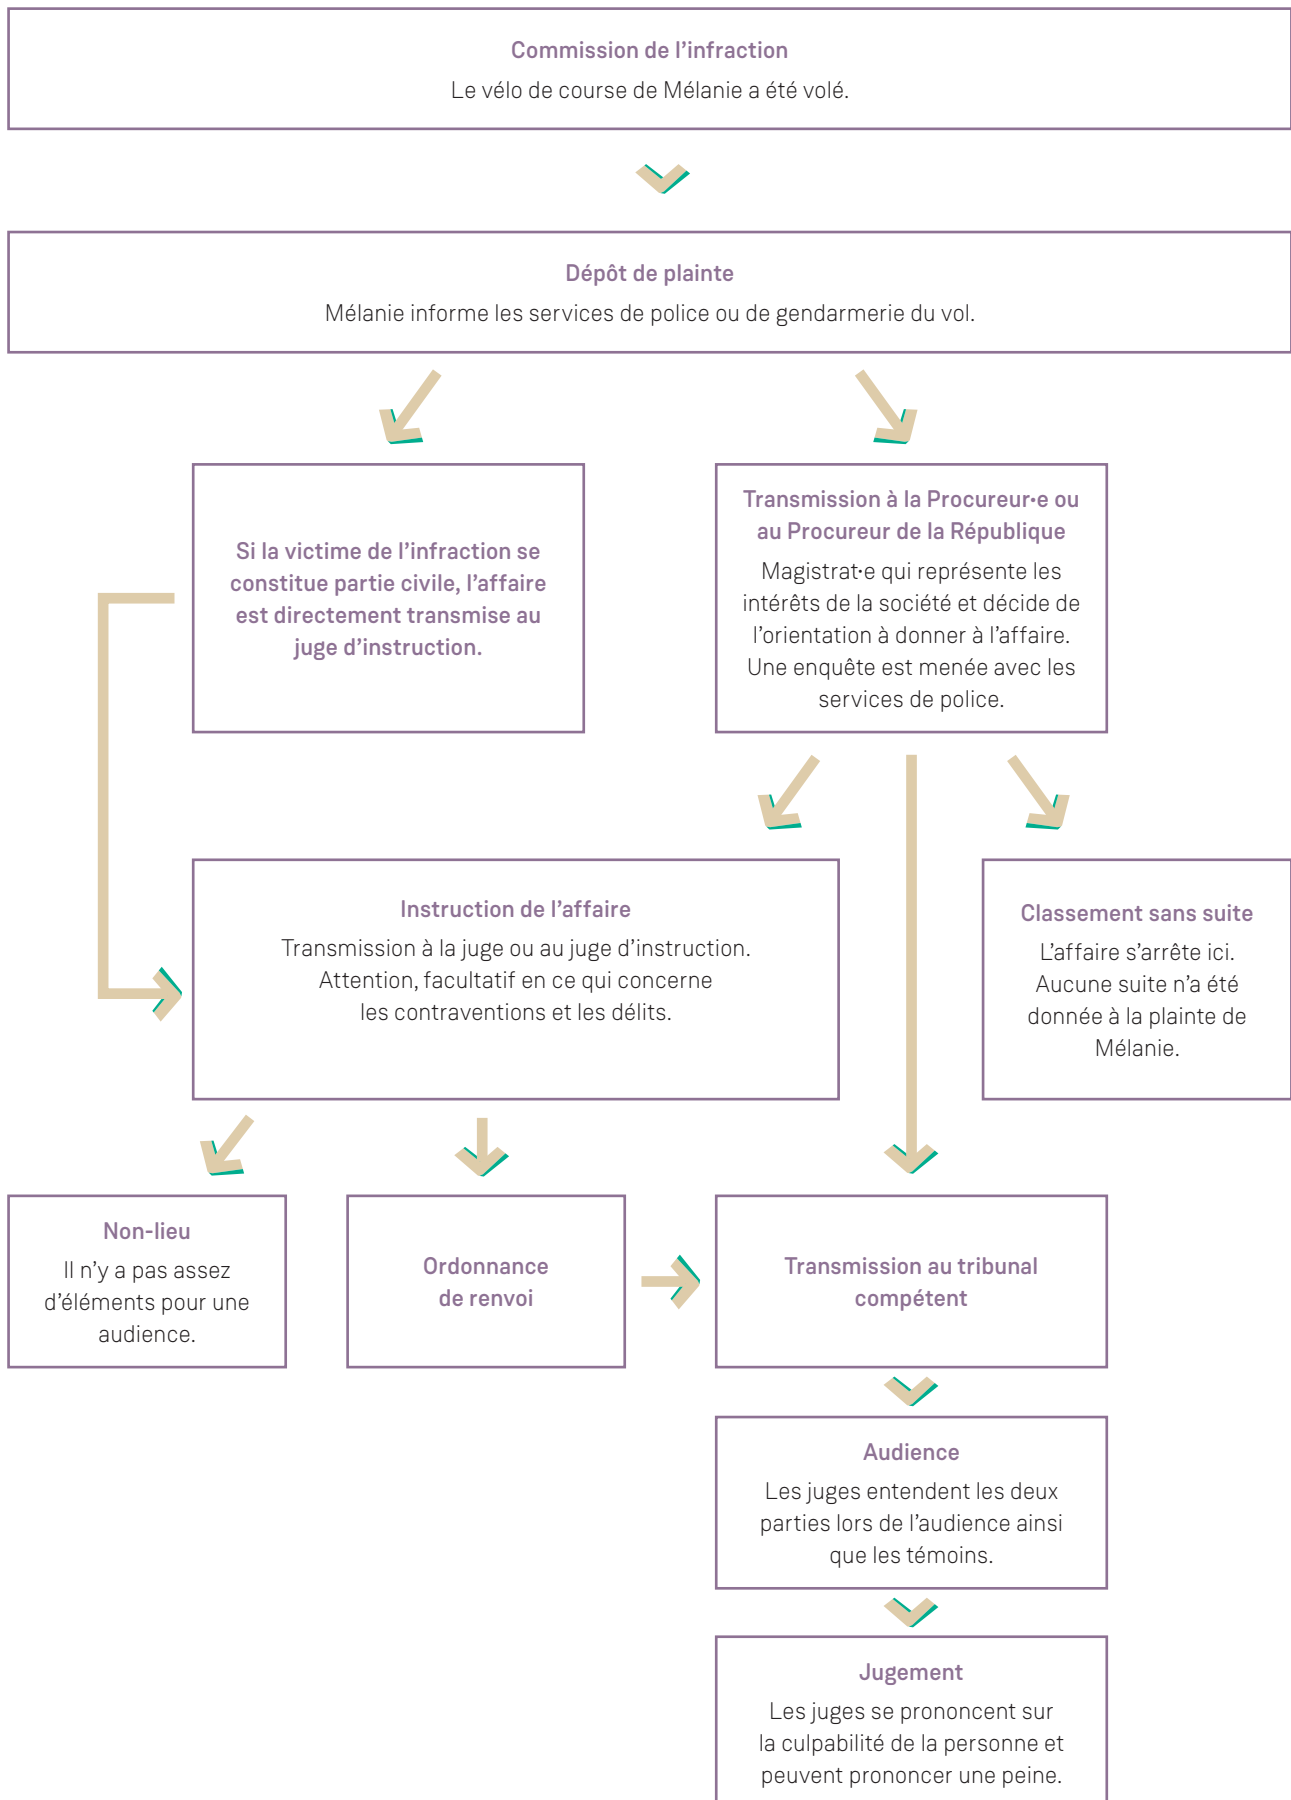 Commission de l’infraction
Le vélo de course de Mélanie a été volé.
Dépôt de plainte
Mélanie informe les services de police ou de gendarmerie du vol.
Si la victime de l’infraction se
constitue partie civile, l’affaire
est directement transmise au
juge d’instruction.
Transmission à la Procureur·e ou
au Procureur de la République
Magistrat·e qui représente les
intérêts de la société et décide de
l’orientation à donner à l’affaire.
Une enquête est menée avec les
services de police.
Instruction de l’affaire
Transmission à la juge ou au juge d’instruction.
Attention, facultatif en ce qui concerne
les contraventions et les délits.
Classement sans suite
L’affaire s’arrête ici.
Aucune suite n’a été
donnée à la plainte de
Mélanie.
Non-lieu
Il n’y a pas assez
d’éléments pour une
audience.
Ordonnance
de renvoi
Transmission au tribunal
compétent
Audience
Les juges entendent les deux
parties lors de l’audience ainsi
que les témoins.
Jugement
Les juges se prononcent sur
la culpabilité de la personne et
peuvent prononcer une peine.